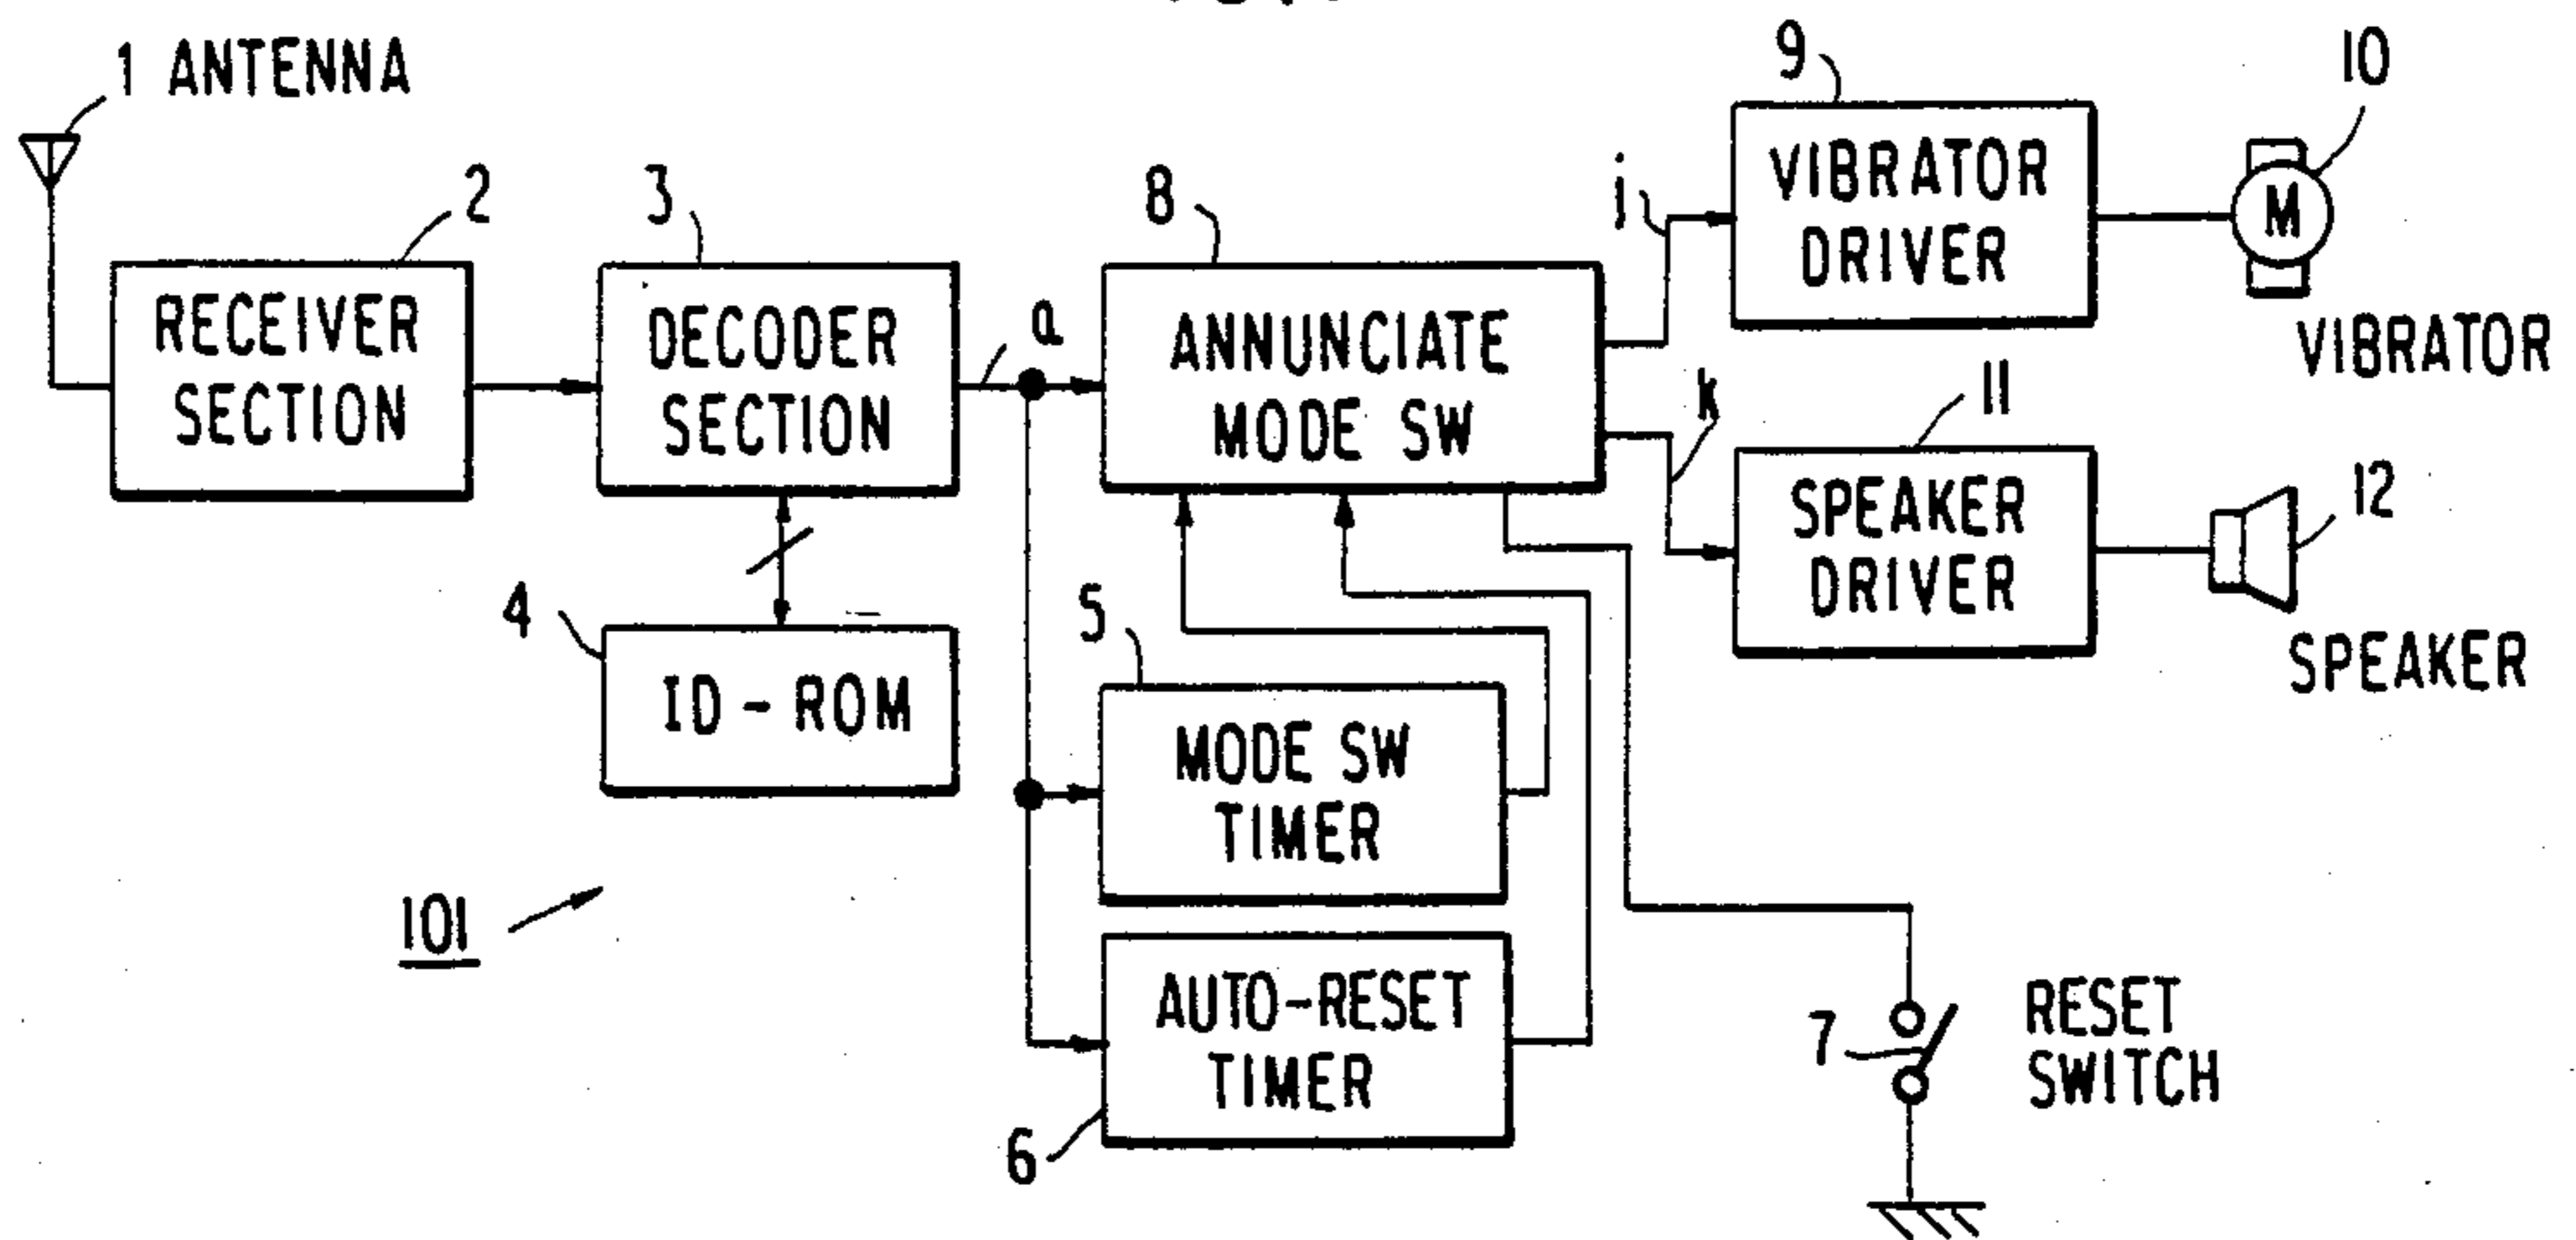 1 ANTENNA
2
RECEIVER
SECTION
3
DECODER
SECTION
4
ID-ROM
a
8
ANNUNCIATE
MODE SW
5
MODE SW
TIMER
6
AUTO-RESET
TIMER
j
k
9
VIBRATOR
DRIVER
10
M
VIBRATOR
11
SPEAKER
DRIVER
12
SPEAKER
7
RESET
SWITCH
101